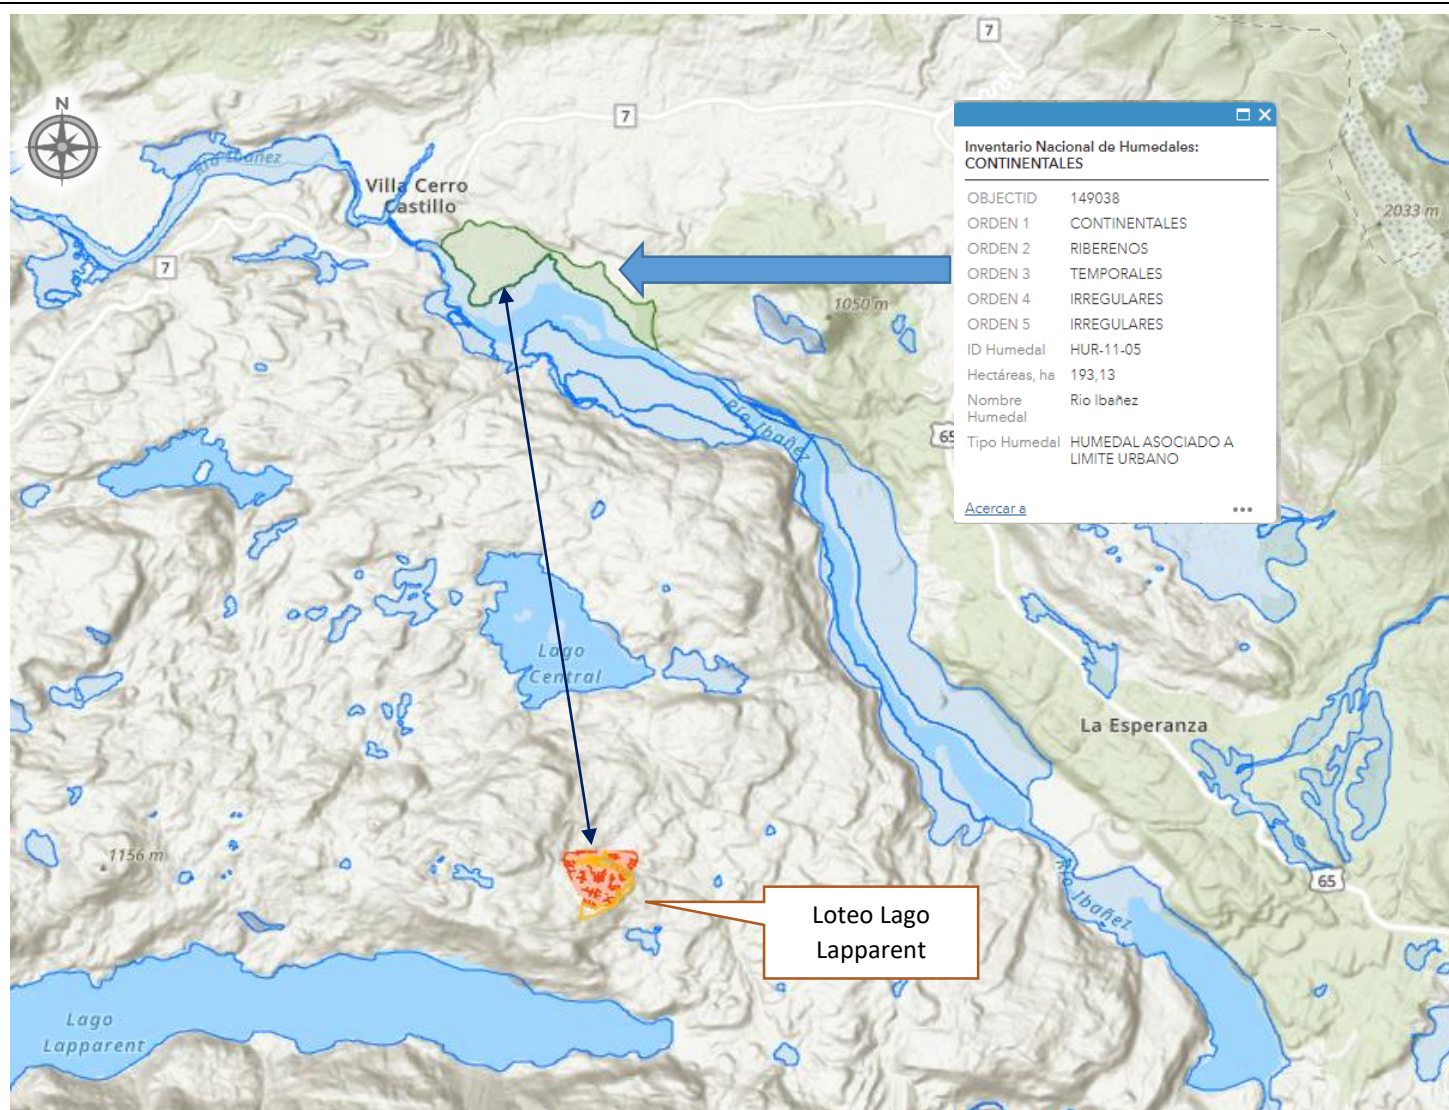 7
N
7
Río Ibáñez
Villa Cerro
Castillo
7
Inventario Nacional de Humedales:
CONTINENTALES
OBJECTID 149038
ORDEN 1 CONTINENTALES
ORDEN 2 RIBERENOS
ORDEN 3 TEMPORALES
ORDEN 4 IRREGULARES
ORDEN 5 IRREGULARES
ID Humedal HUR-11-05
Hectáreas, ha 193,13
Nombre Rio Ibañez
Humedal
Tipo Humedal HUMEDAL ASOCIADO A
LIMITE URBANO
Acercar a
2033 m
1050 m
65
Río Ibáñez
Lago
Central
La Esperanza
1156 m
65
Río Ibáñez
Loteo Lago
Lapparent
Lago
Lapparent